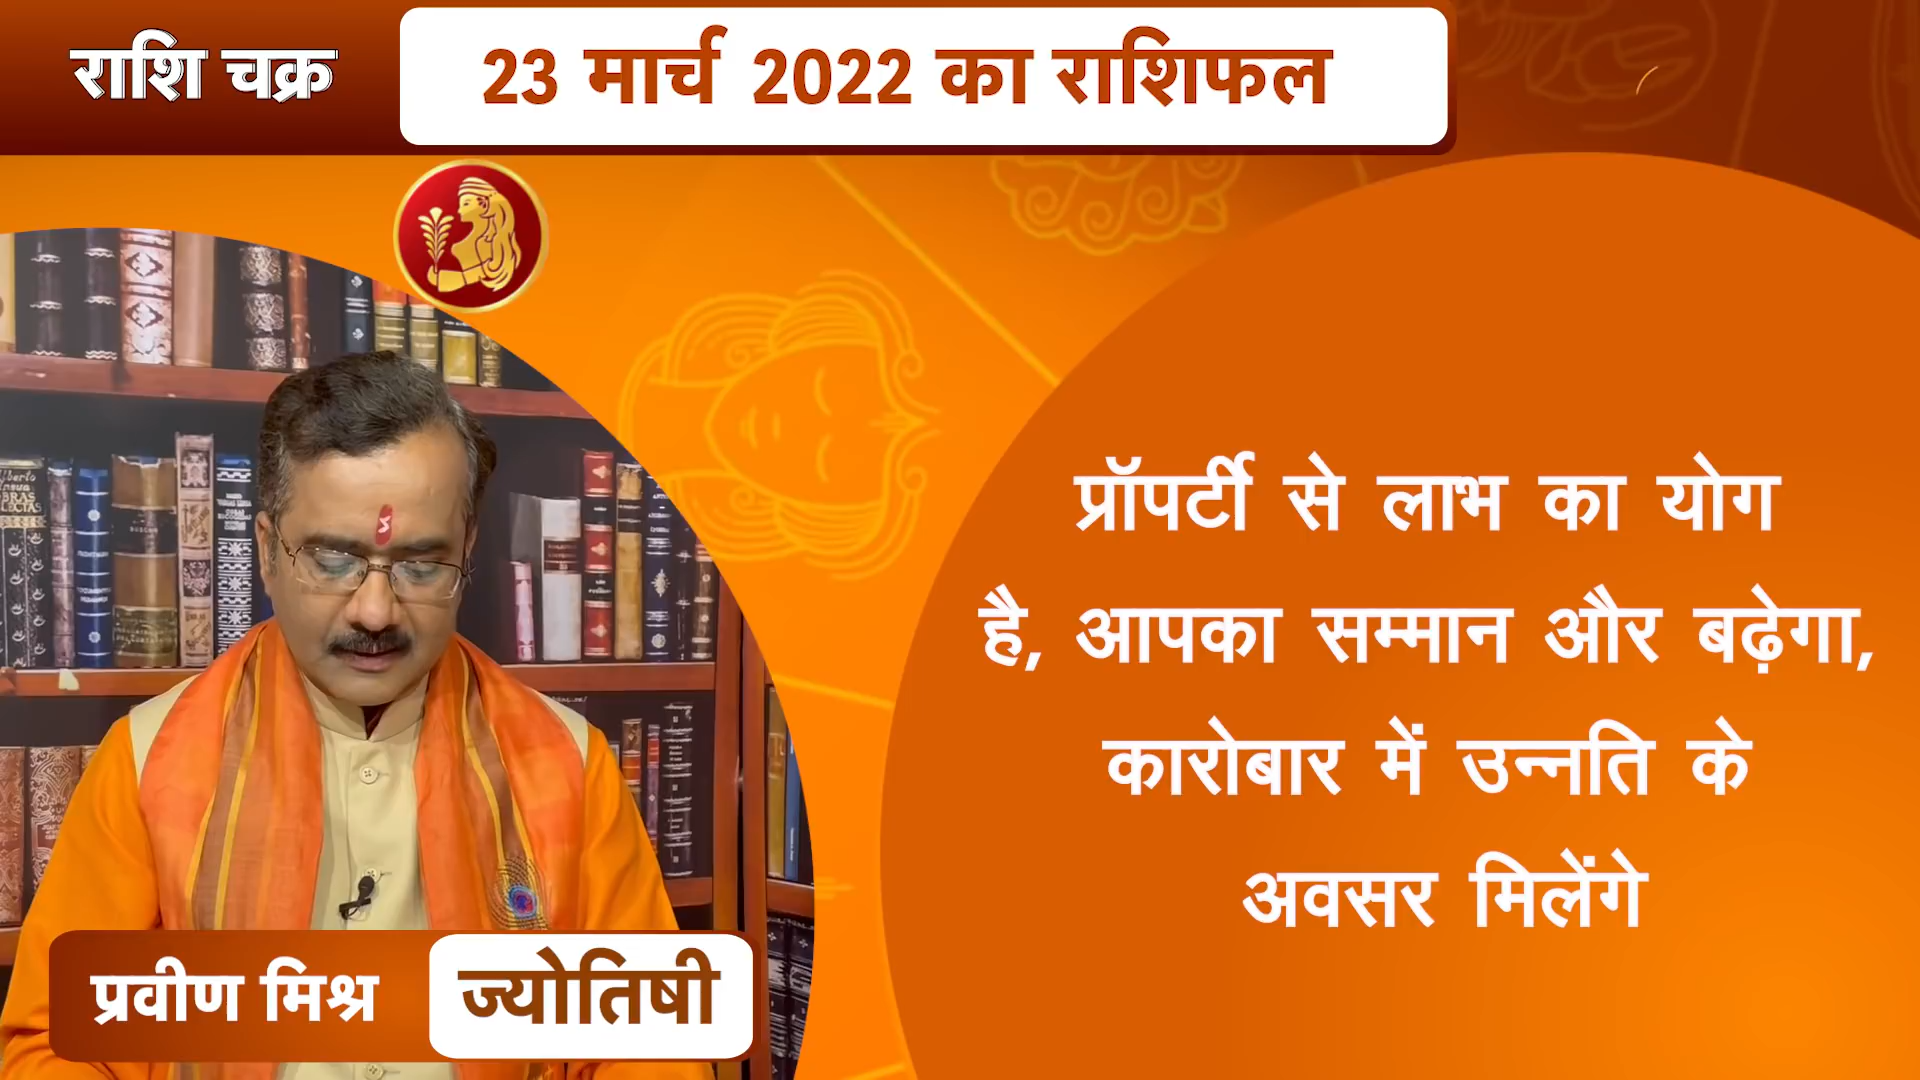 राशि चक्र
23 मार्च 2022 का राशिफल
प्रॉपर्टी से लाभ का योग
है, आपका सम्मान और बढ़ेगा,
कारोबार में उन्नति के
अवसर मिलेंगे
प्रवीण मिश्र
ज्योतिषी